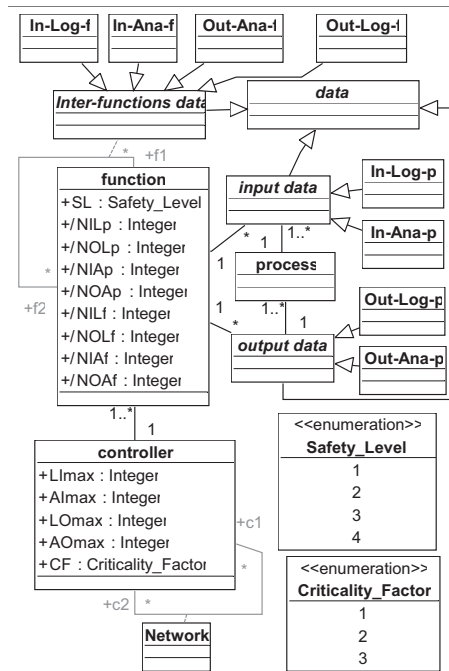 In-Log-f In-Ana-f Out-Ana-f Out-Log-f
Inter-functions data
data
* +f1
function
+SL : Safety_Level
+/NILp : Integer
+/NOLp : Integer
+/NIAp : Integer
+/NOAp : Integer
+/NILf : Integer
+/NOLf : Integer
+/NIAf : Integer
+/NOAf : Integer
*
+f2
input data
In-Log-p
In-Ana-p
* 1 1..*
1
process
1 1..*
* 1
output data
Out-Log-p
Out-Ana-p
1..*
1
controller
+LImax : Integer
+AImax : Integer
+LOmax : Integer
+AOmax : Integer
+CF : Criticality_Factor
+c1
*
+c2 *
Network
<<enumeration>>
Safety_Level
1
2
3
4
<<enumeration>>
Criticality_Factor
1
2
3